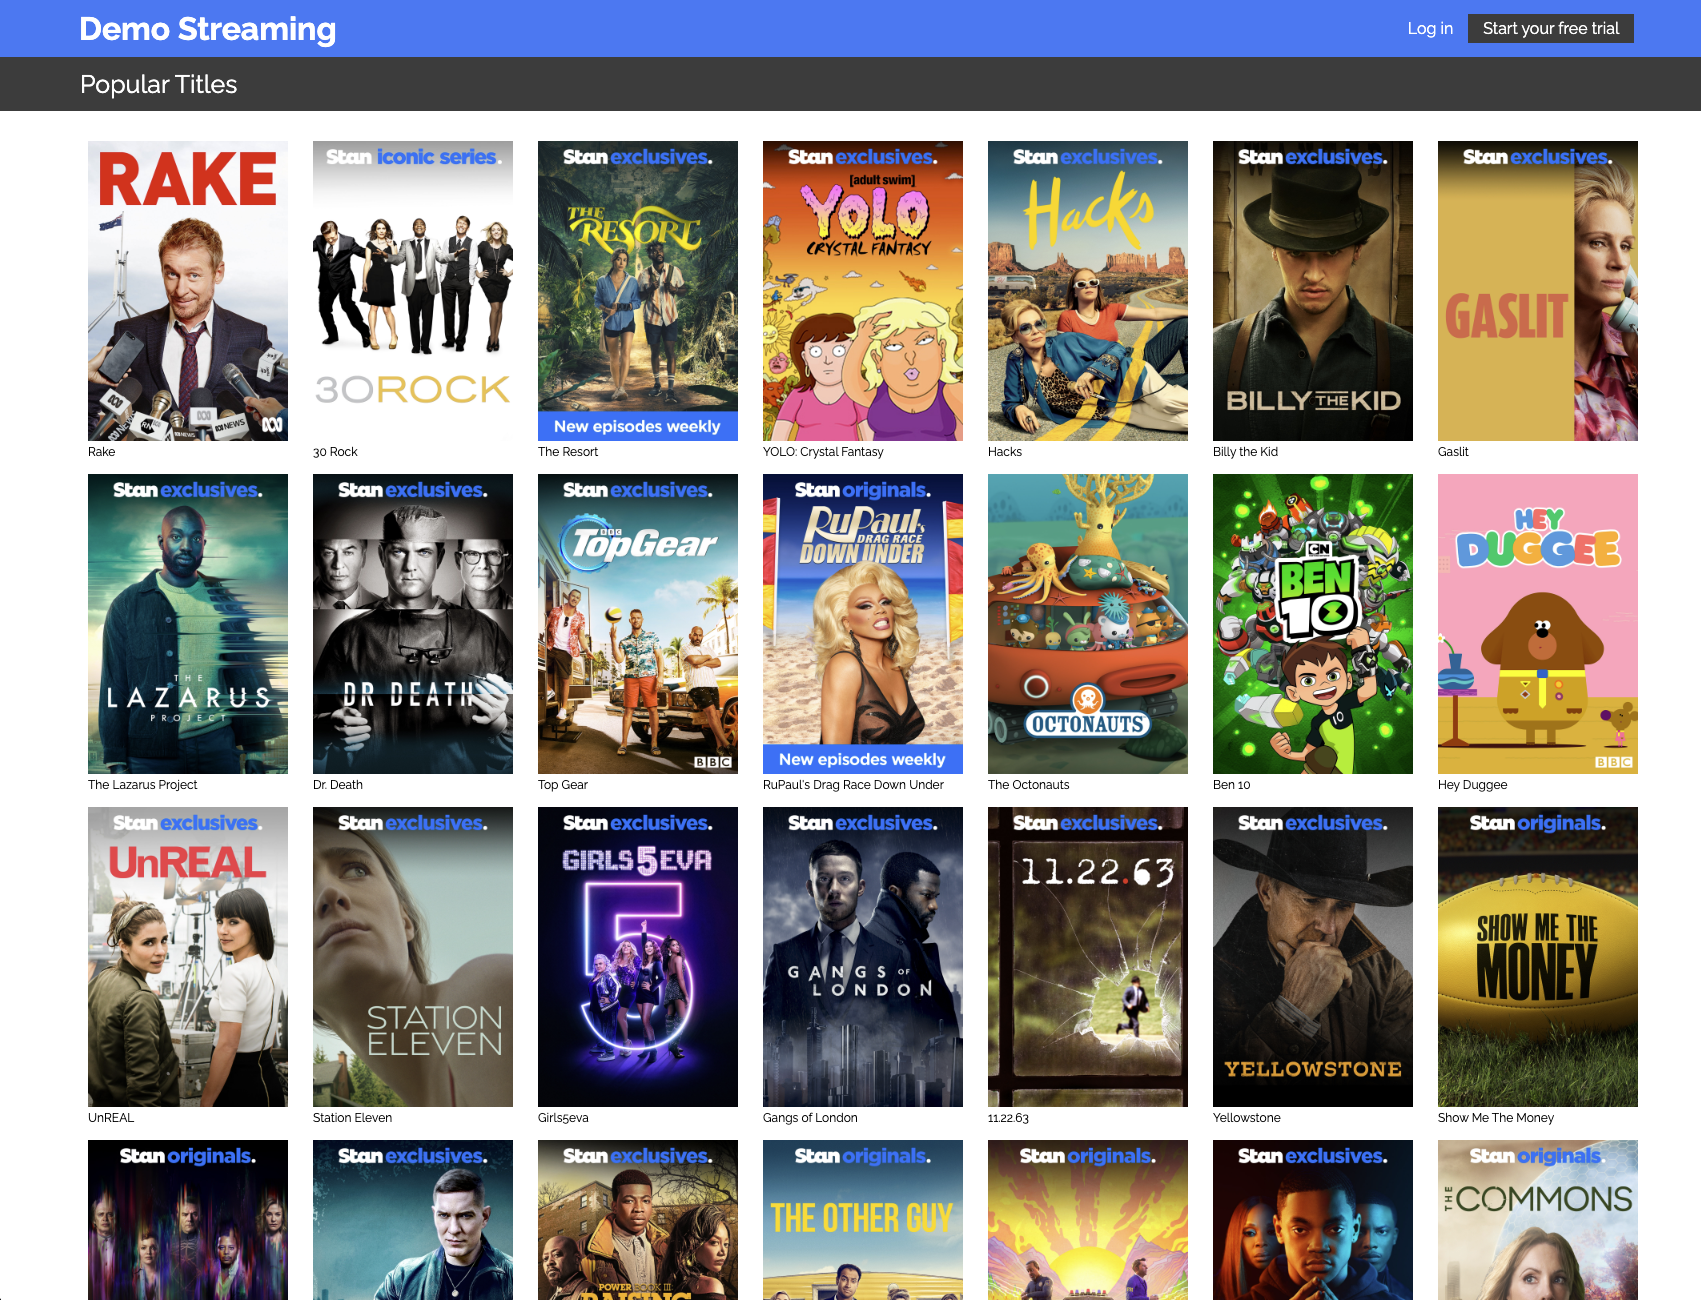 Demo Streaming
Log in
Start your free trial
Popular Titles
RAKE
Rake
Stan iconic series.
30ROCK
30 Rock
Stan exclusives.
THE
RESORT
New episodes weekly
The Resort
Stan exclusives.
[adult swim]
YOLO
CRYSTAL FANTASY
YOLO: Crystal Fantasy
Stan exclusives.
Hacks
Hacks
Stan exclusives.
BILLY THE KID
Billy the Kid
Stan exclusives.
GASLIT
Gaslit
Stan exclusives.
THE
LAZARUS
PROJECT
The Lazarus Project
Stan exclusives.
DR DEATH
Dr. Death
Stan exclusives.
BBC
TopGear
BBC
Top Gear
Stan originals.
RuPaul's
DRAG RACE
DOWN UNDER
New episodes weekly
RuPaul's Drag Race Down Under
OCTONAUTS
The Octonauts
CN
BEN
10
10
Ben 10
HEY
DUGGEE
BBC
Hey Duggee
Stan exclusives.
UnREAL
UnREAL
Stan exclusives.
STATION
ELEVEN
Station Eleven
Stan exclusives.
GIRLS5EVA
5
Girls5eva
Stan exclusives.
GANGS OF
LONDON
Gangs of London
Stan exclusives.
11.22.63
11.22.63
Stan exclusives.
YELLOWSTONE
Yellowstone
Stan originals.
SHOW ME THE
MONEY
Show Me The Money
Stan originals.
Stan exclusives.
Stan exclusives.
POWER BOOK III
RAISING
Stan originals.
THE OTHER GUY
Stan originals.
Stan exclusives.
Stan originals.
THE COMMONS